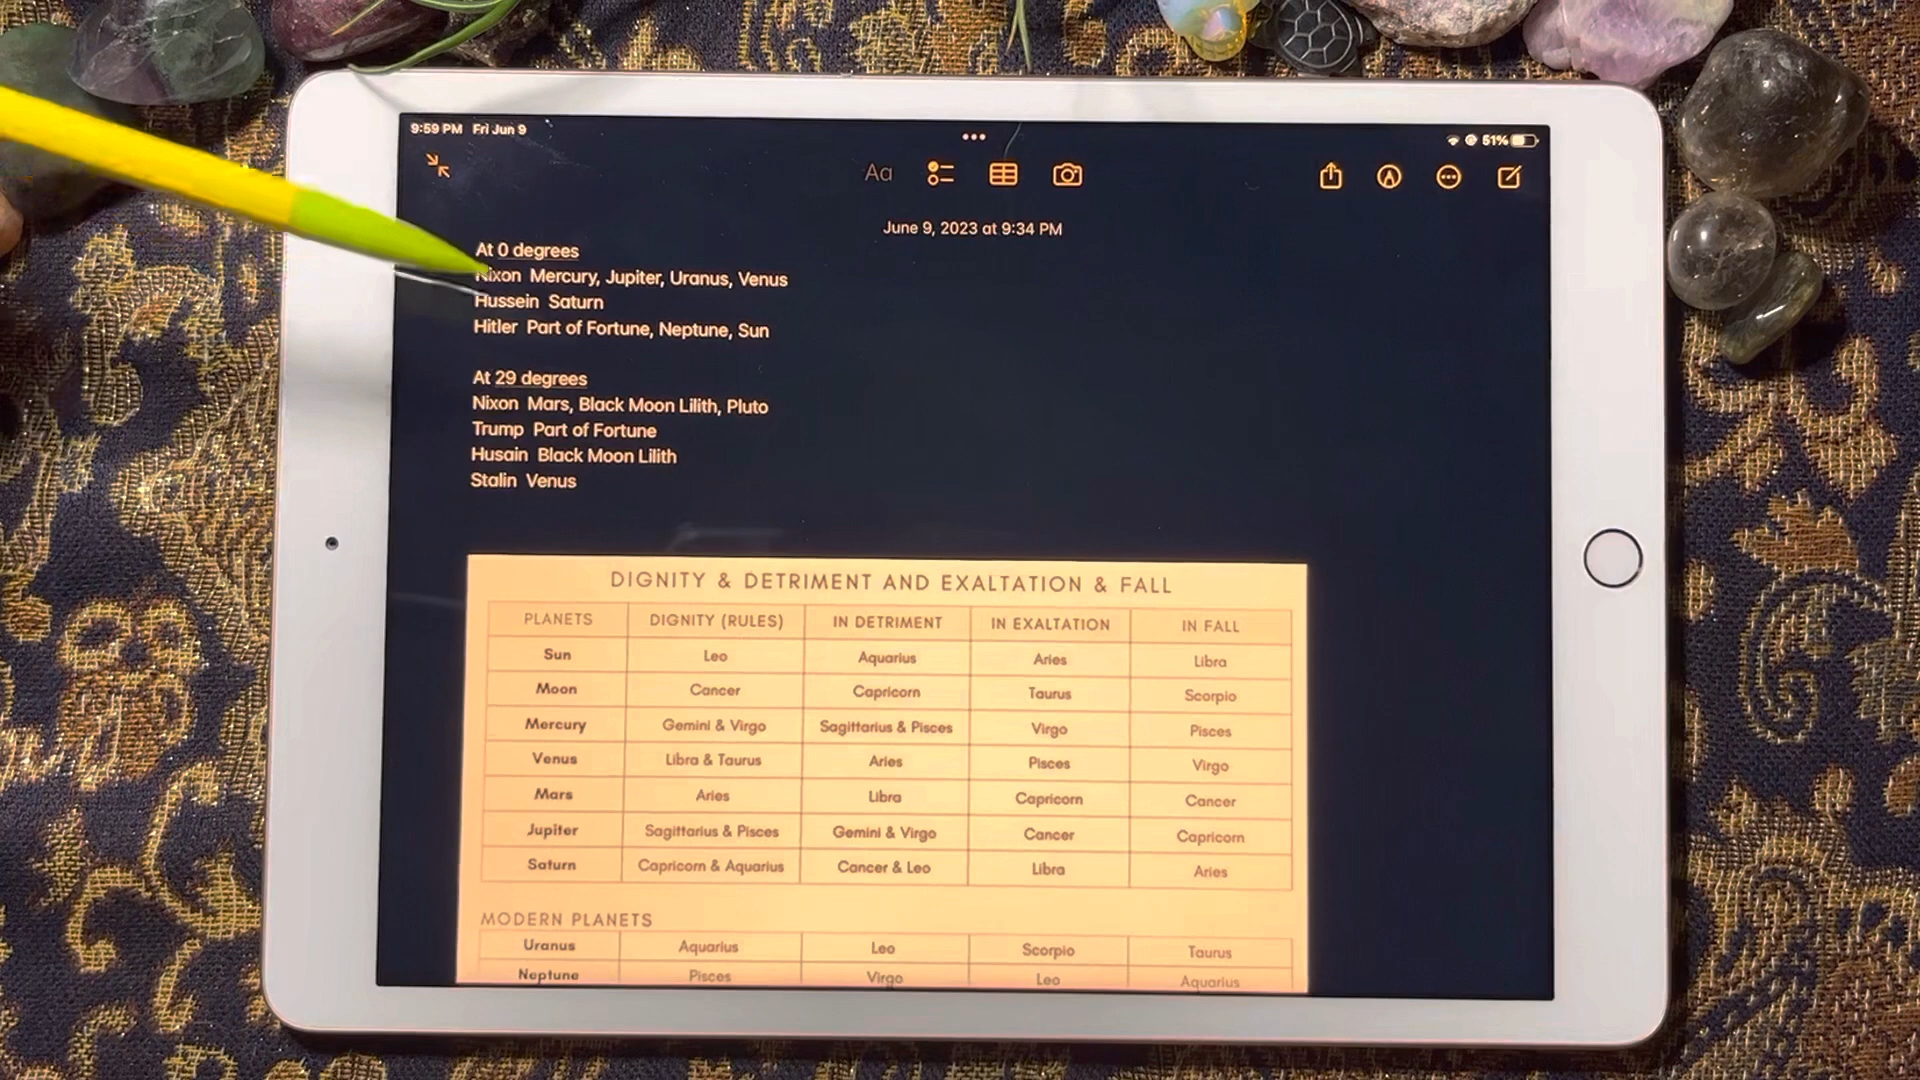 9:59 PM Fri Jun 9
51%
Aa
June 9, 2023 at 9:34 PM
At 0 degrees
Nixon Mercury, Jupiter, Uranus, Venus
Hussein Saturn
Hitler Part of Fortune, Neptune, Sun
At 29 degrees
Nixon Mars, Black Moon Lilith, Pluto
Trump Part of Fortune
Husain Black Moon Lilith
Stalin Venus
DIGNITY & DETRIMENT AND EXALTATION & FALL
PLANETS DIGNITY (RULES) IN DETRIMENT IN EXALTATION IN FALL
Sun Leo Aquarius Aries Libra
Moon Cancer Capricorn Taurus Scorpio
Mercury Gemini & Virgo Sagittarius & Pisces Virgo Pisces
Venus Libra & Taurus Aries Pisces Virgo
Mars Aries Libra Capricorn Cancer
Jupiter Sagittarius & Pisces Gemini & Virgo Cancer Capricorn
Saturn Capricorn & Aquarius Cancer & Leo Libra Aries
MODERN PLANETS
Uranus Aquarius Leo Scorpio Taurus
Neptune Pisces Virgo Leo Aquarius